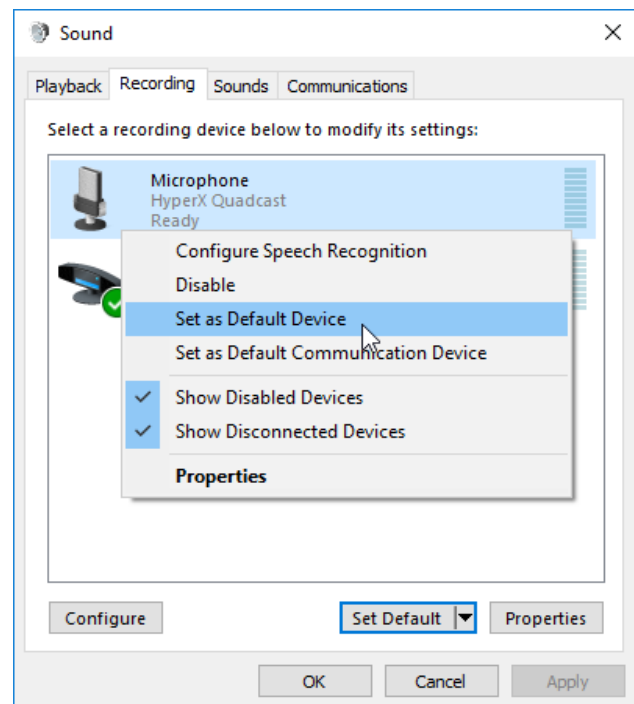 Sound
Playback Recording Sounds Communications
Select a recording device below to modify its settings:
Microphone
HyperX Quadcast
Ready
Configure Speech Recognition
Disable
Set as Default Device
Set as Default Communication Device
Show Disabled Devices
Show Disconnected Devices
Properties
Configure Set Default Properties
OK Cancel Apply